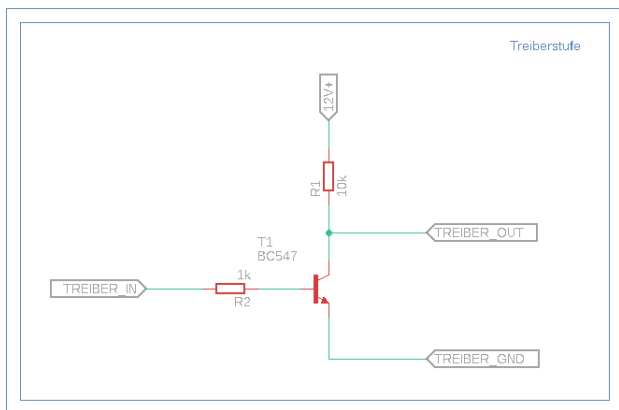 Treiberstufe
12V+
R1
10k
TREIBER_OUT
T1
BC547
1k
TREIBER_IN
R2
TREIBER_GND